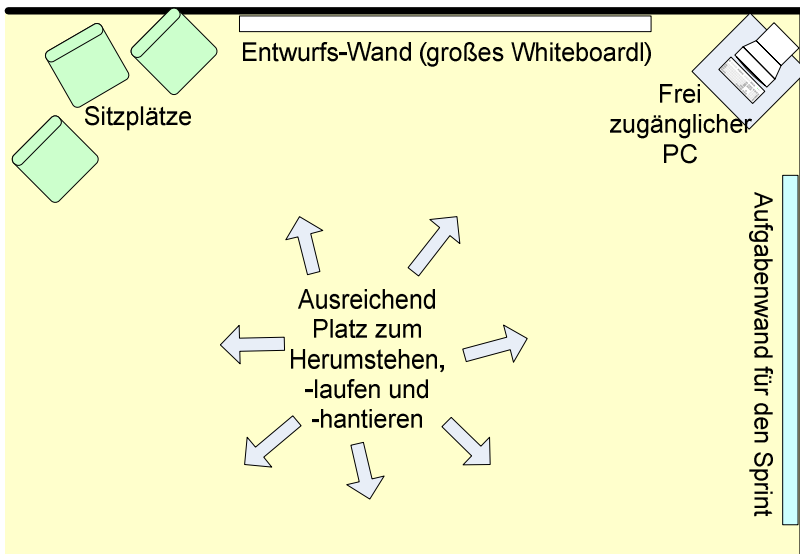 Entwurfs-Wand (großes Whiteboardl)
Sitzplätze
Frei
zugänglicher
PC
Aufgabenwand für den Sprint
Ausreichend
Platz zum
Herumstehen,
-laufen und
-hantieren